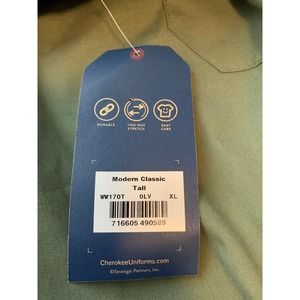 DURABLE TWO-WAY STRETCH EASY CARE
Modern Classic
Tall
WW170T OLV XL
716605 490589
CherokeeUniforms.com
©Strategic Partners, Inc.